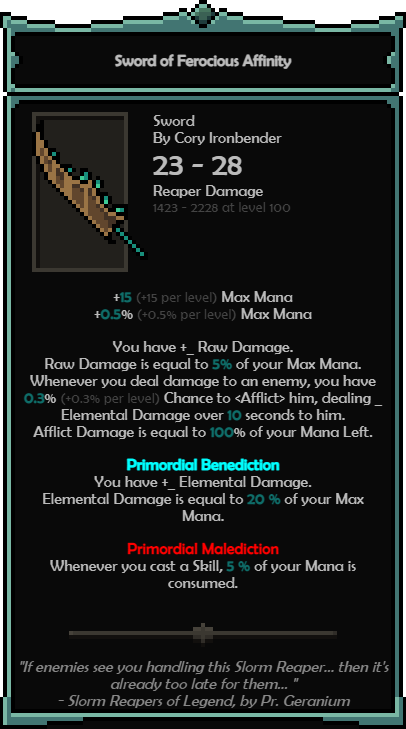 Sword of Ferocious Affinity
Sword
By Cory Ironbender
23 - 28
Reaper Damage
1423 - 2228 at level 100
+15 (+15 per level) Max Mana
+0.5% (+0.5% per level) Max Mana
You have +_ Raw Damage.
Raw Damage is equal to 5% of your Max Mana.
Whenever you deal damage to an enemy, you have
0.3% (+0.3% per level) Chance to <Afflict> him, dealing _
Elemental Damage over 10 seconds to him.
Afflict Damage is equal to 100% of your Mana Left.
Primordial Benediction
You have +_ Elemental Damage.
Elemental Damage is equal to 20 % of your Max
Mana.
Primordial Malediction
Whenever you cast a Skill, 5 % of your Mana is
consumed.
"If enemies see you handling this Slorm Reaper... then it's
already too late for them... "
- Slorm Reapers of Legend, by Pr. Geranium